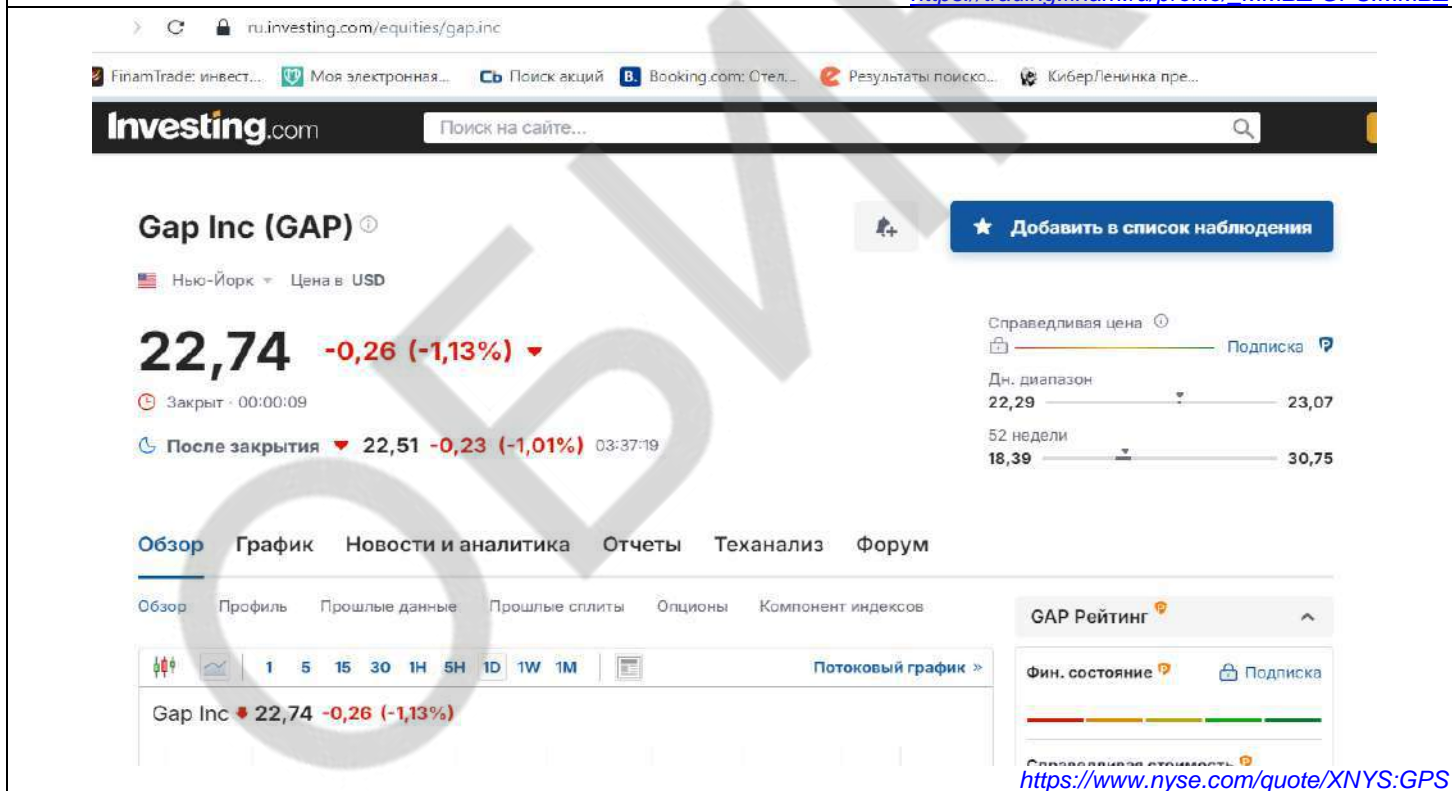 ru.investing.com/equities/gap.inc
FinamTrade: инвест... Моя электронная... Сь Поиск акций B. Booking.com: Отел... Результаты поиско... КиберЛенинка пре...
Investing.com Поиск на сайте...
Gap Inc (GAP) Добавить в список наблюдения
Нью-Йорк Цена в USD
Справедливая цена
22,74 -0,26 (-1,13%) Подписка
Дн. диапазон
Закрыт · 00:00:09 22,29 23,07
52 недели
После закрытия 22,51 -0,23 (-1,01%) 03:37:19 18,39 30,75
Обзор График Новости и аналитика Отчеты Теханализ Форум
Обзор Профиль Прошлые данные Прошлые сплиты Опционы Компонент индексов GAP Рейтинг
1 5 15 30 1H 5H 1D 1W 1M Потоковый график » Фин. состояние Подписка
Gap Inc 22,74 -0,26 (-1,13%)
Справедливая стоимость
https://www.nyse.com/quote/XNYS:GPS